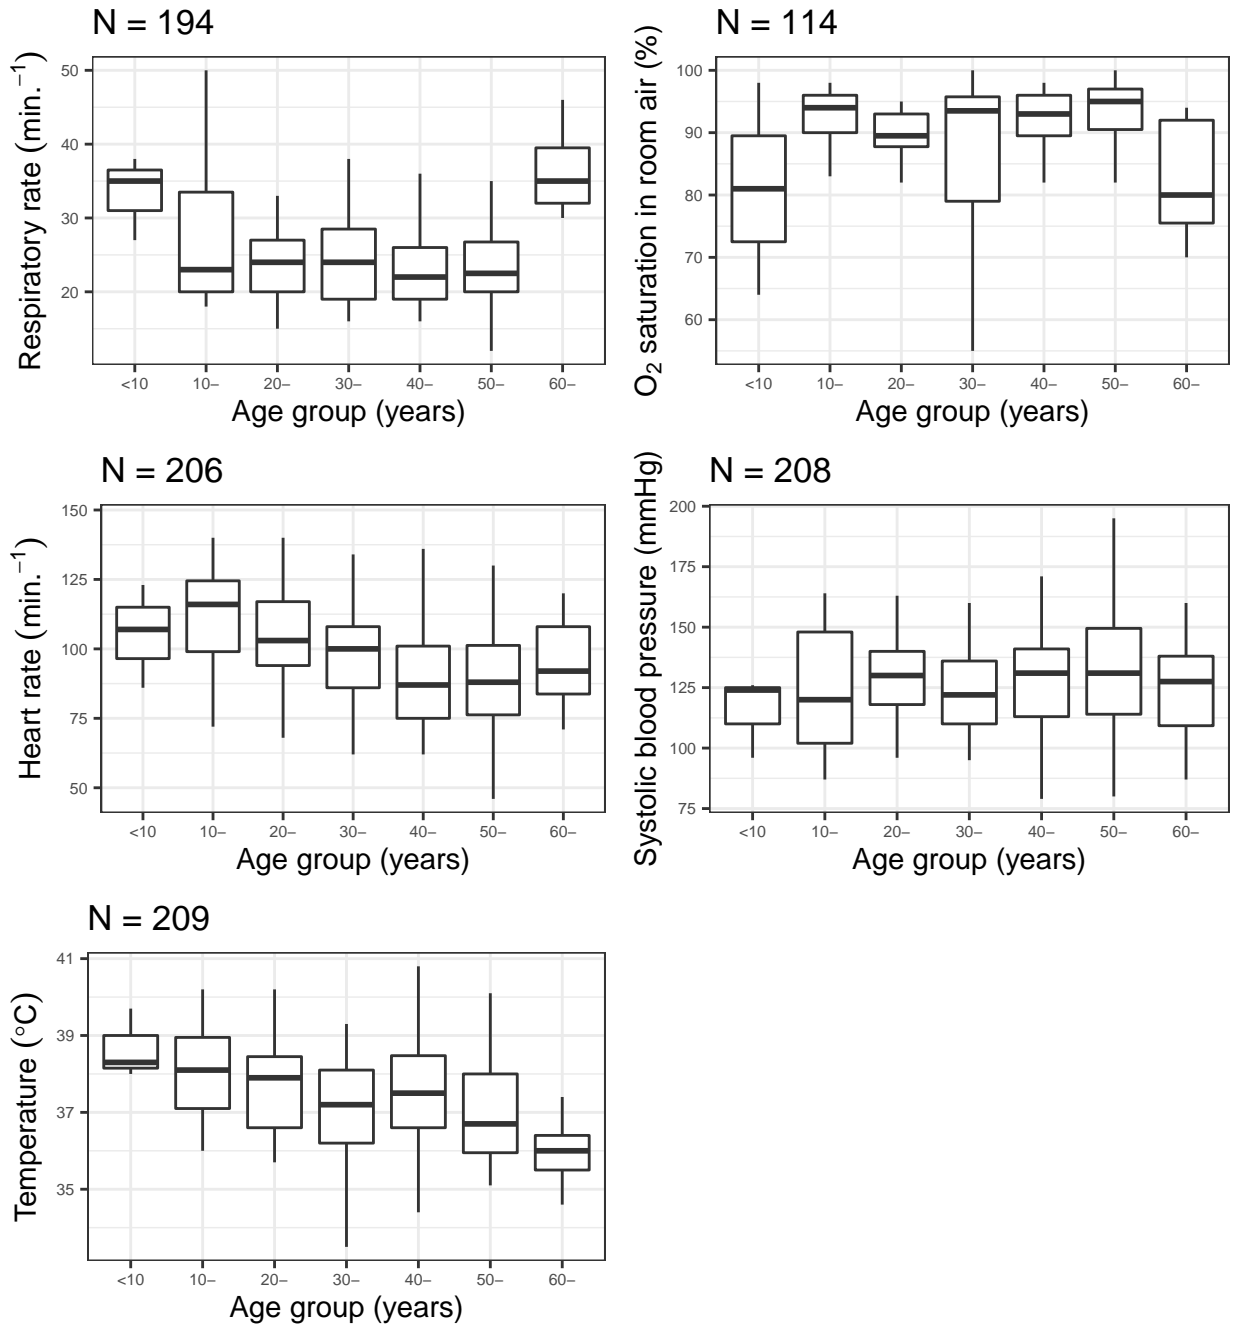 N = 194
Respiratory rate (min.⁻¹)
50
40
30
20
<10 10− 20− 30− 40− 50− 60−
Age group (years)
N = 114
O₂ saturation in room air (%)
100
90
80
70
60
<10 10− 20− 30− 40− 50− 60−
Age group (years)
N = 206
Heart rate (min.⁻¹)
150
125
100
75
50
<10 10− 20− 30− 40− 50− 60−
Age group (years)
N = 208
Systolic blood pressure (mmHg)
200
175
150
125
100
75
<10 10− 20− 30− 40− 50− 60−
Age group (years)
N = 209
Temperature (°C)
41
39
37
35
<10 10− 20− 30− 40− 50− 60−
Age group (years)